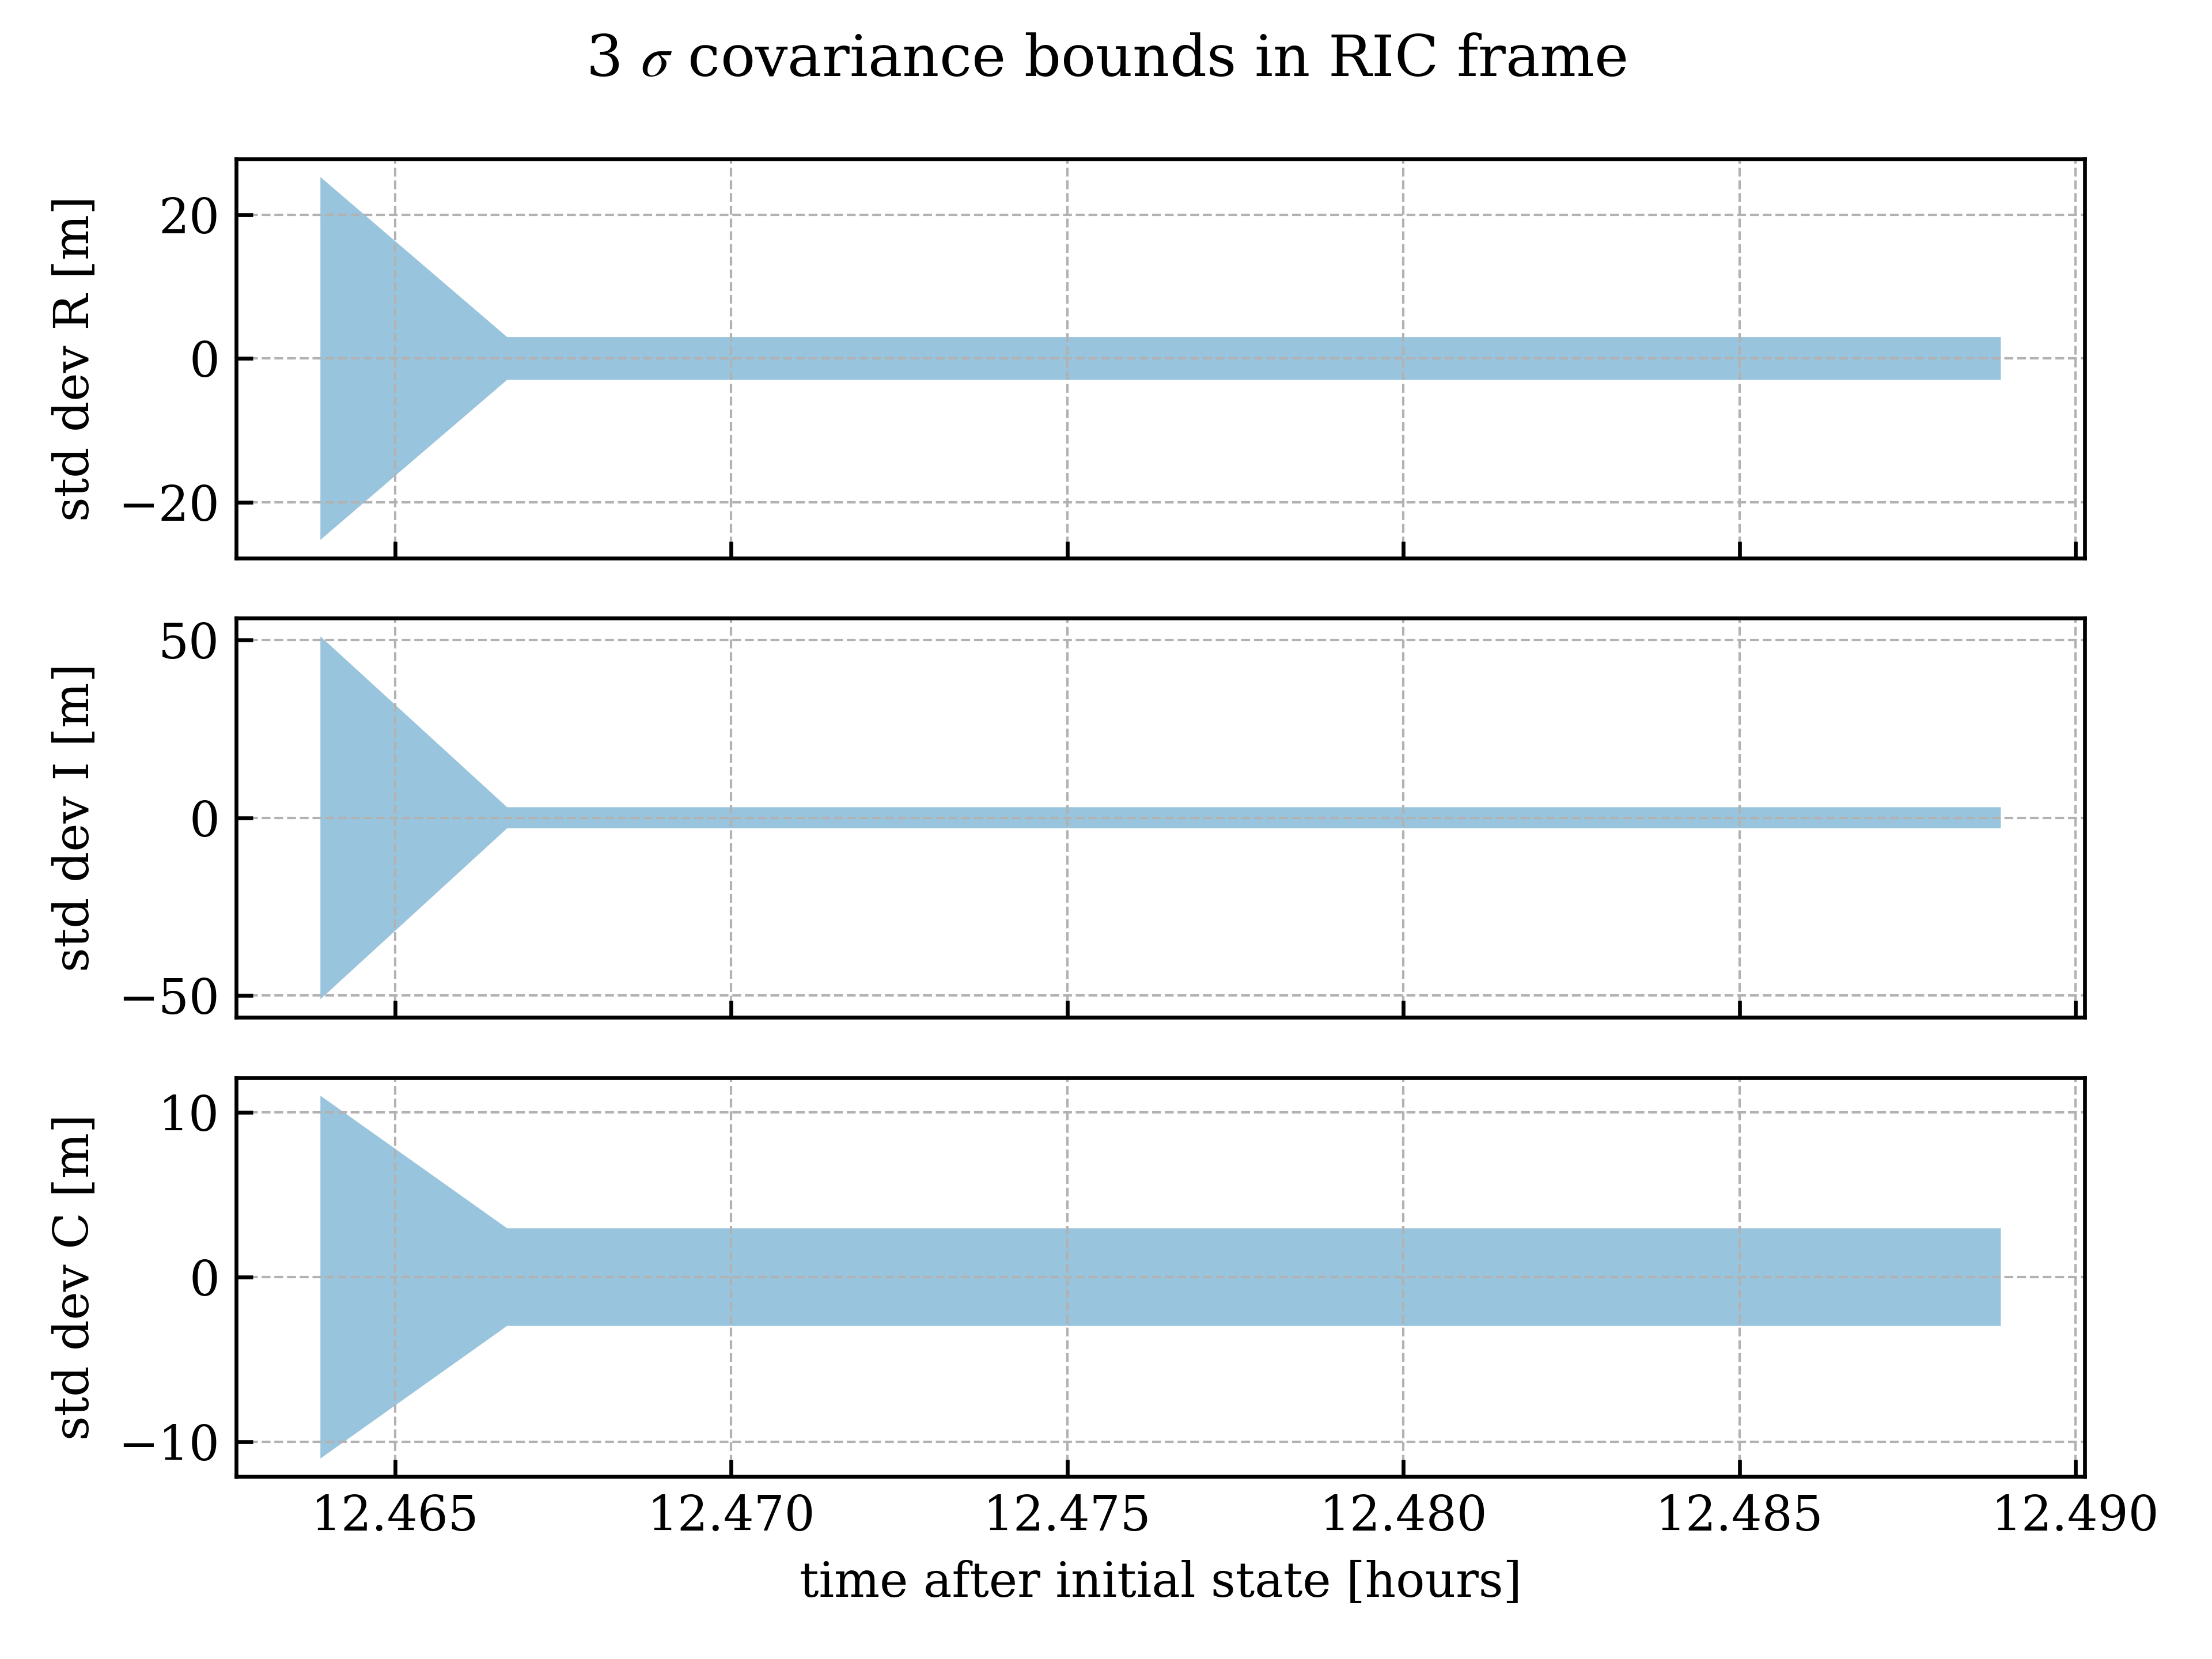 3 σ covariance bounds in RIC frame
std dev R [m]
20
0
−20
std dev I [m]
50
0
−50
std dev C [m]
10
0
−10
12.465 12.470 12.475 12.480 12.485 12.490
time after initial state [hours]